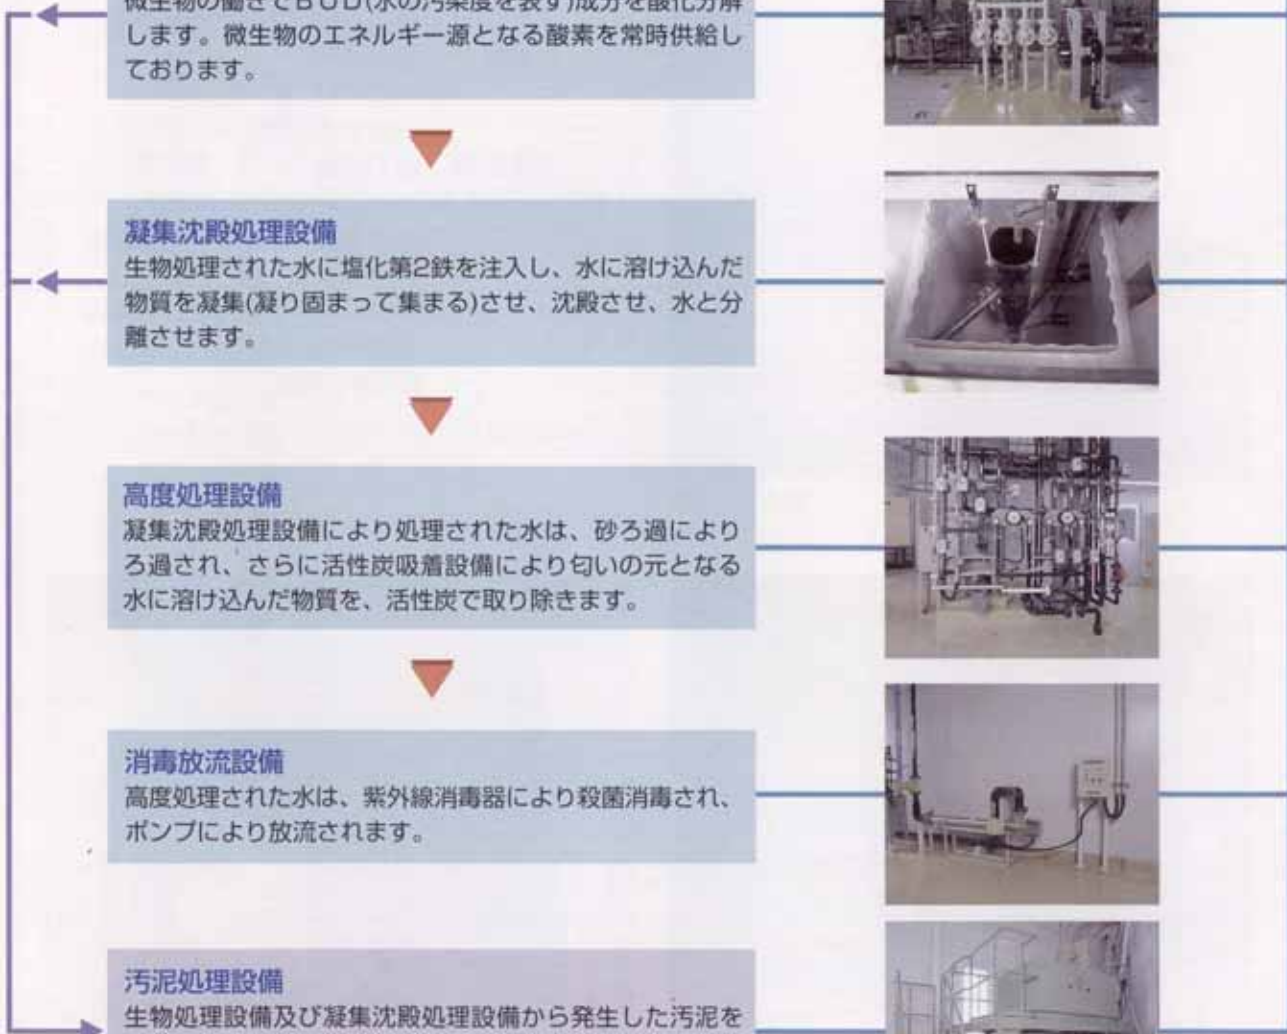 微生物の働きでBOD(水の汚染度を表す)成分を酸化分解
します。微生物のエネルギー源となる酸素を常時供給し
ております。
凝集沈殿処理設備
生物処理された水に塩化第2鉄を注入し、水に溶け込んだ
物質を凝集(凝り固まって集まる)させ、沈殿させ、水と分
離させます。
高度処理設備
凝集沈殿処理設備により処理された水は、砂ろ過により
ろ過され、さらに活性炭吸着設備により匂いの元となる
水に溶け込んだ物質を、活性炭で取り除きます。
消毒放流設備
高度処理された水は、紫外線消毒器により殺菌消毒され、
ポンプにより放流されます。
汚泥処理設備
生物処理設備及び凝集沈殿処理設備から発生した汚泥を